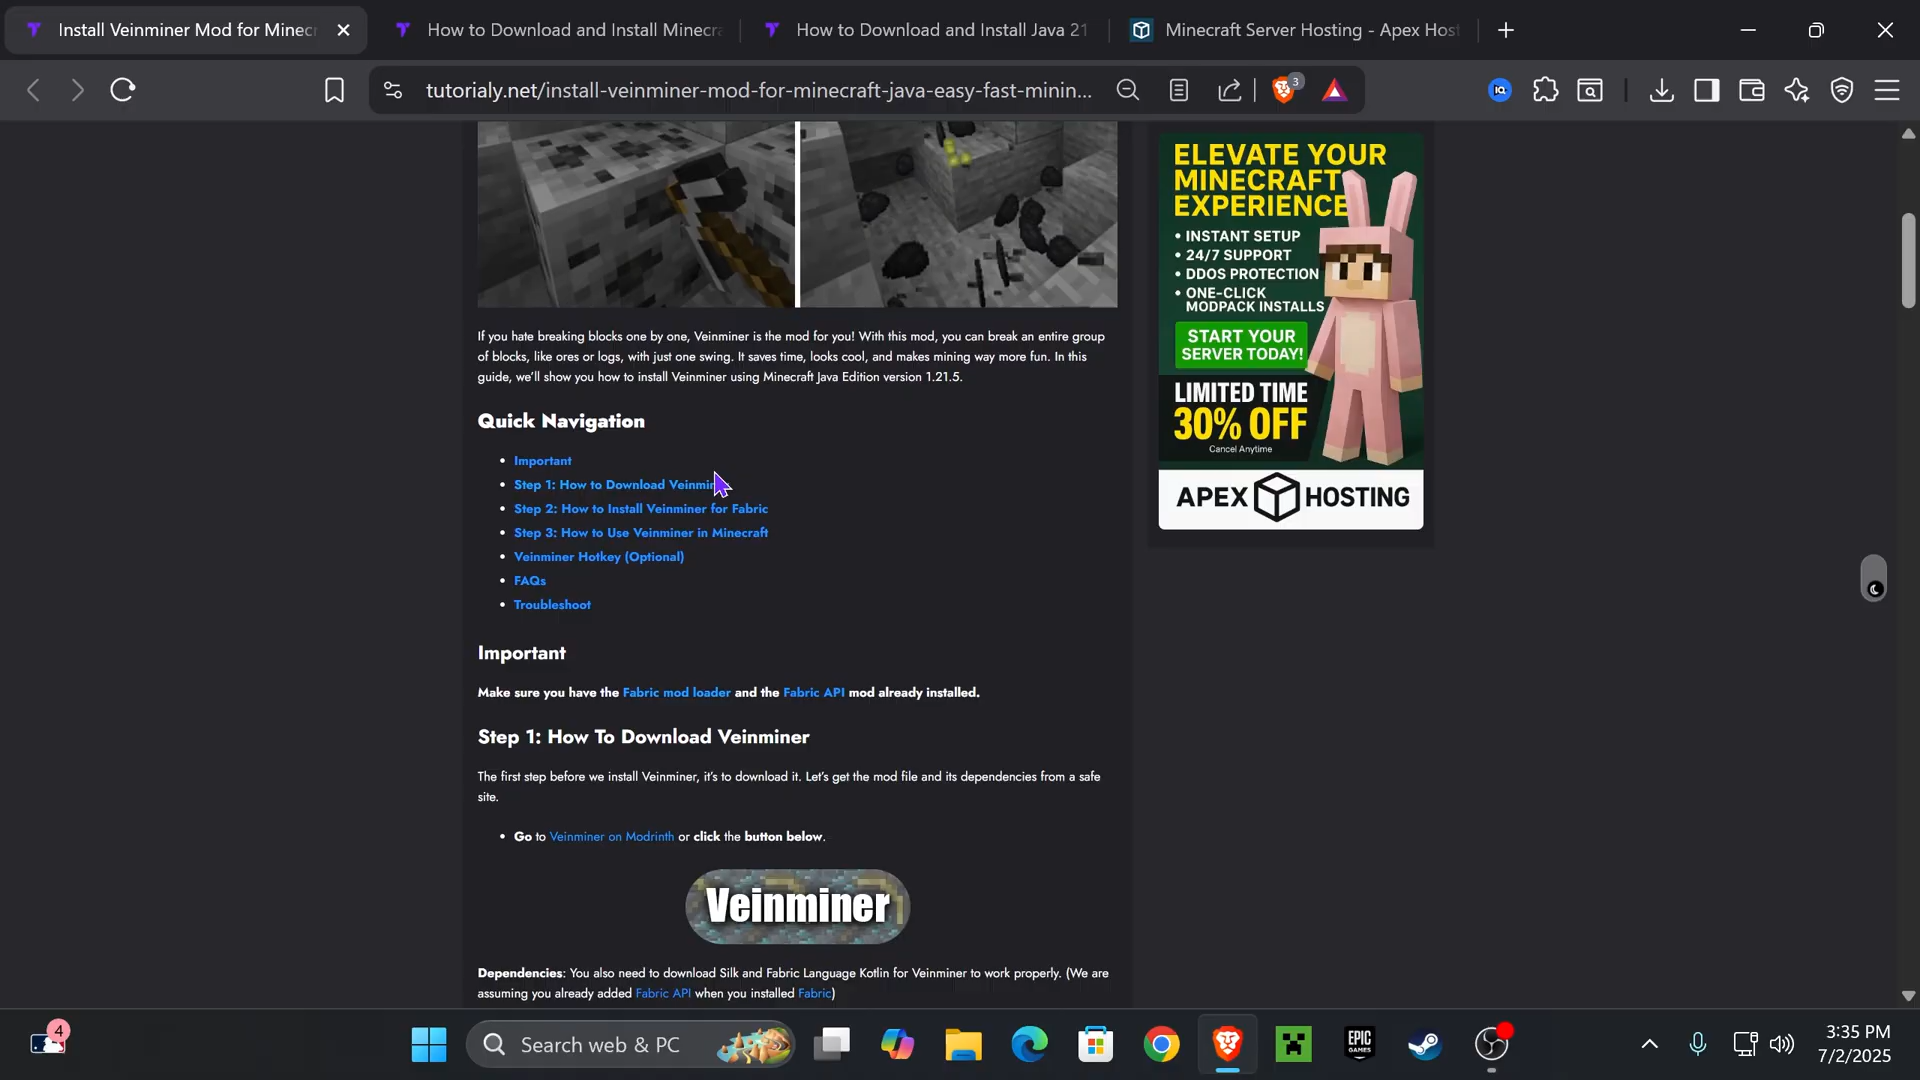 Install Veinminer Mod for Minecr
How to Download and Install Minecra
How to Download and Install Java 21
Minecraft Server Hosting - Apex Host
tutorialy.net/install-veinminer-mod-for-minecraft-java-easy-fast-minin...
3
ELEVATE YOUR
MINECRAFT
EXPERIENCE
• INSTANT SETUP
• 24/7 SUPPORT
• DDOS PROTECTION
• ONE-CLICK
MODPACK INSTALLS
START YOUR
SERVER TODAY!
LIMITED TIME
30% OFF
Cancel Anytime
APEX HOSTING
If you hate breaking blocks one by one, Veinminer is the mod for you! With this mod, you can break an entire group
of blocks, like ores or logs, with just one swing. It saves time, looks cool, and makes mining way more fun. In this
guide, we'll show you how to install Veinminer using Minecraft Java Edition version 1.21.5.
Quick Navigation
• Important
• Step 1: How to Download Veinminer
• Step 2: How to Install Veinminer for Fabric
• Step 3: How to Use Veinminer in Minecraft
• Veinminer Hotkey (Optional)
• FAQs
• Troubleshoot
Important
Make sure you have the Fabric mod loader and the Fabric API mod already installed.
Step 1: How To Download Veinminer
The first step before we install Veinminer, it's to download it. Let's get the mod file and its dependencies from a safe
site.
• Go to Veinminer on Modrinth or click the button below.
Veinminer
Dependencies: You also need to download Silk and Fabric Language Kotlin for Veinminer to work properly. (We are
assuming you already added Fabric API when you installed Fabric)
4
Search web & PC
EPIC
GAMES
3:35 PM
7/2/2025